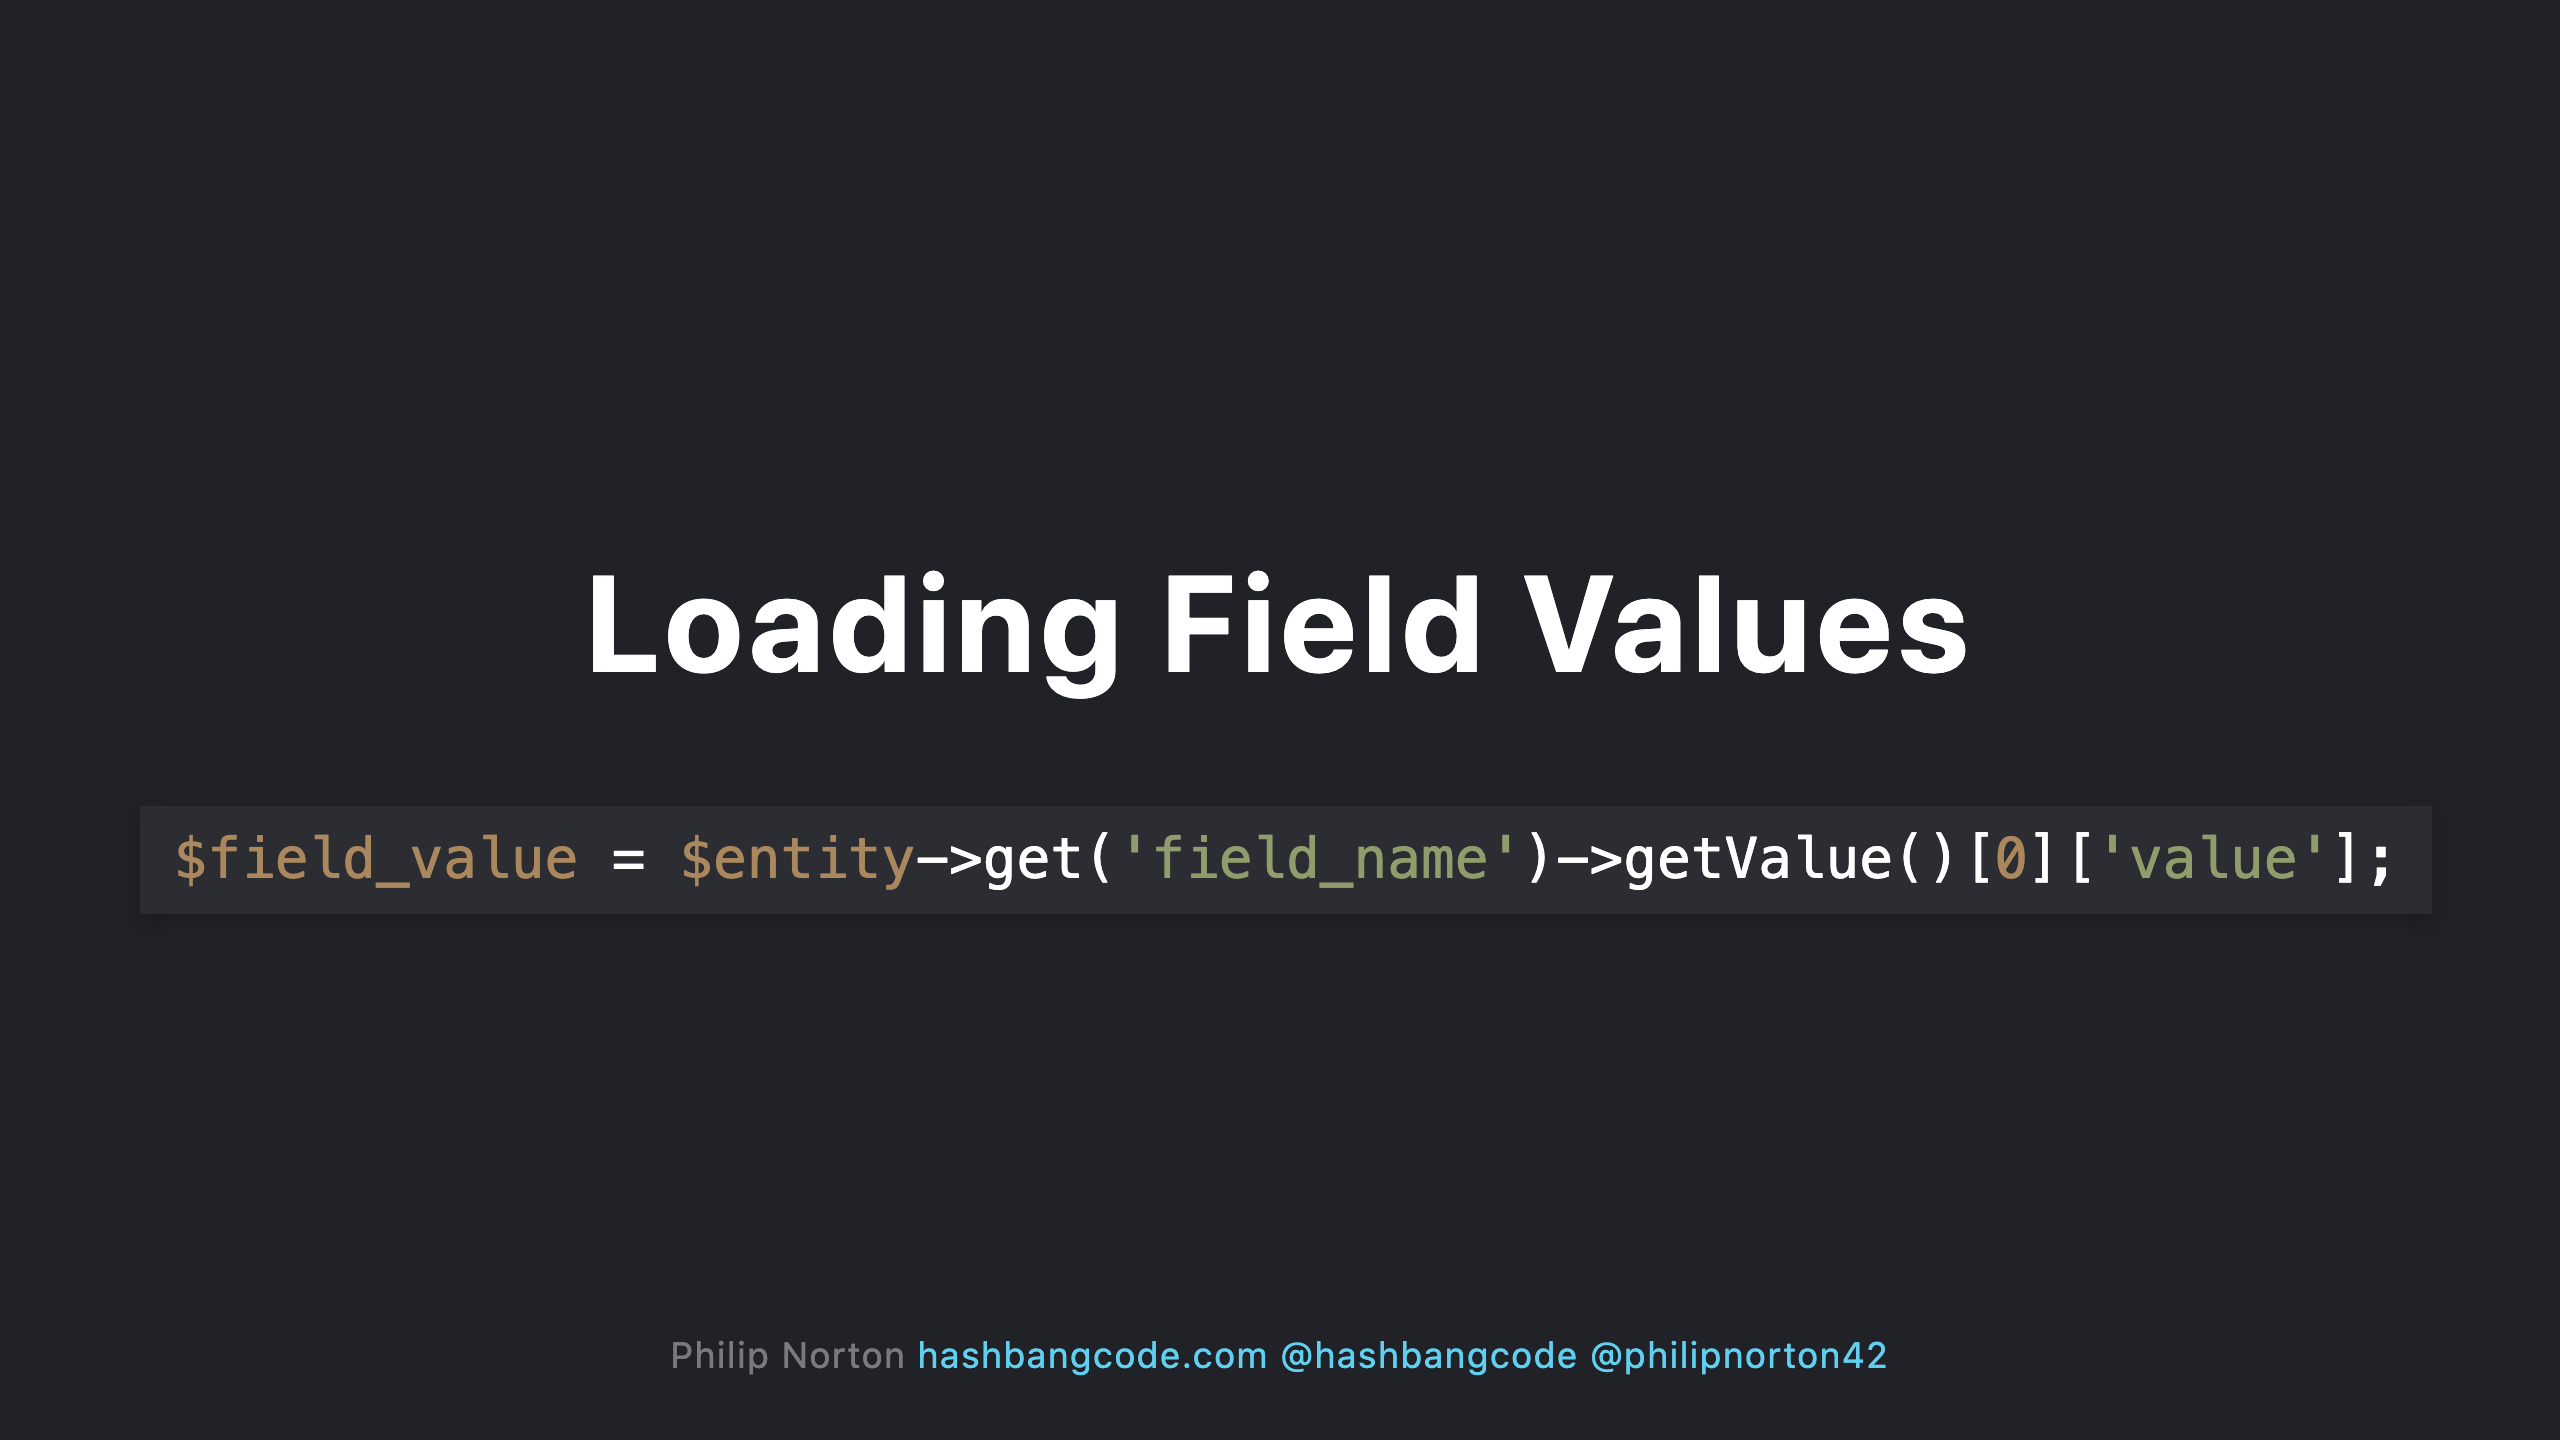 Loading Field Values
$field_value = $entity->get('field_name')->getValue()[0]['value'];
Philip Norton hashbangcode.com @hashbangcode @philipnorton42